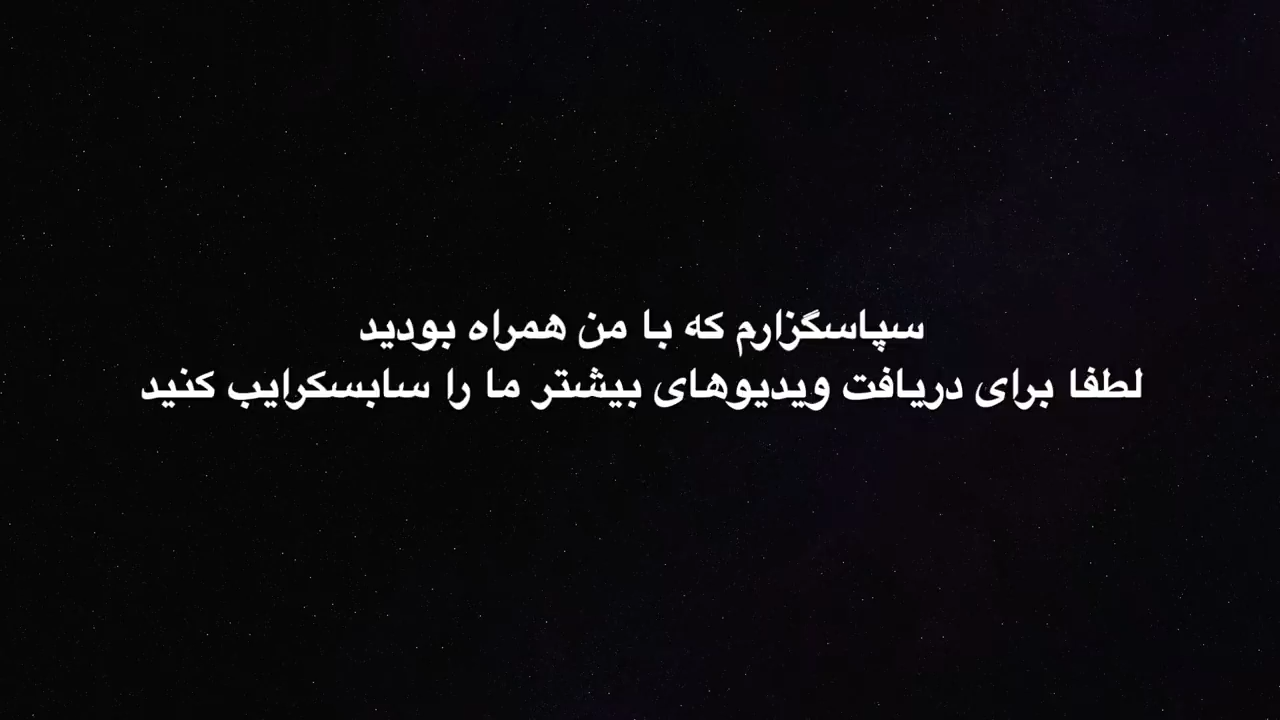 سپاسگزارم که با من همراه بودید
لطفا برای دریافت ویدیوهای بیشتر ما را سابسکرایب کنید